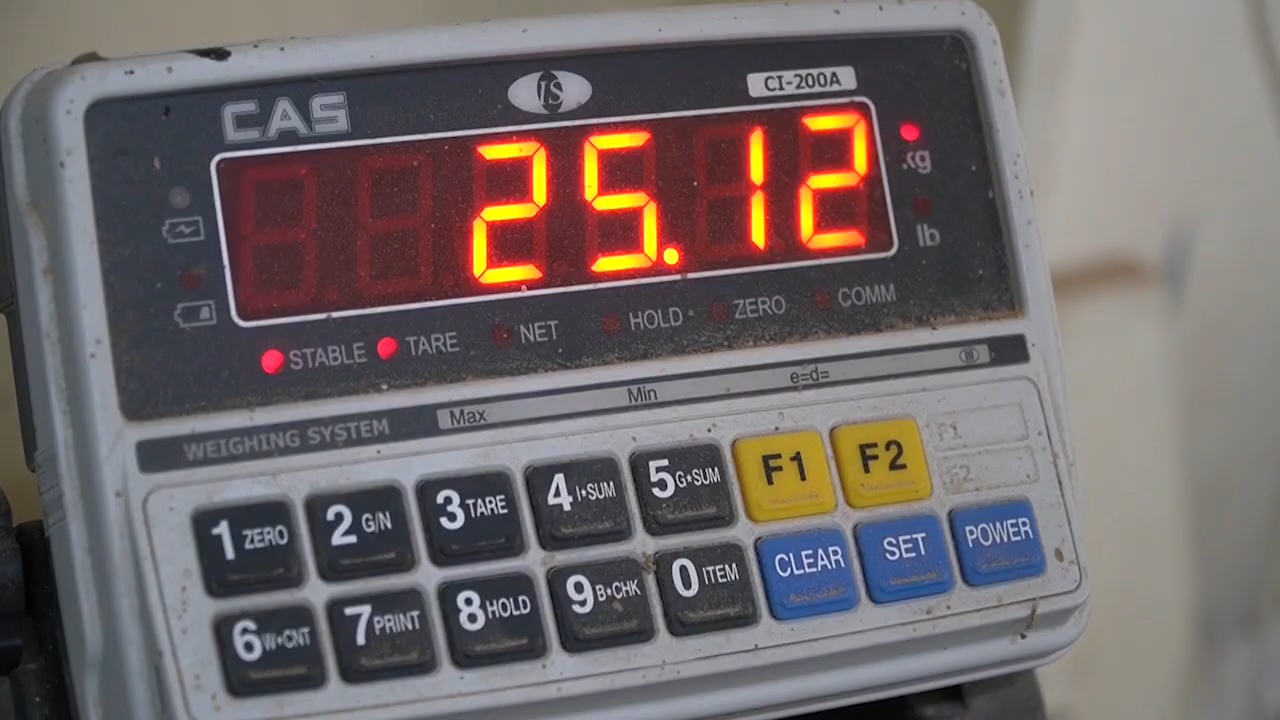 CAS
IS
CI-200A
25.12
kg
lb
STABLE TARE NET HOLD ZERO COMM
WEIGHING SYSTEM
Max Min e=d= III
1 ZERO 2 G/N 3 TARE 4 I•SUM 5 G•SUM F1 F2 F1
F2
6 W•CNT 7 PRINT 8 HOLD 9 B•CHK 0 ITEM CLEAR SET POWER